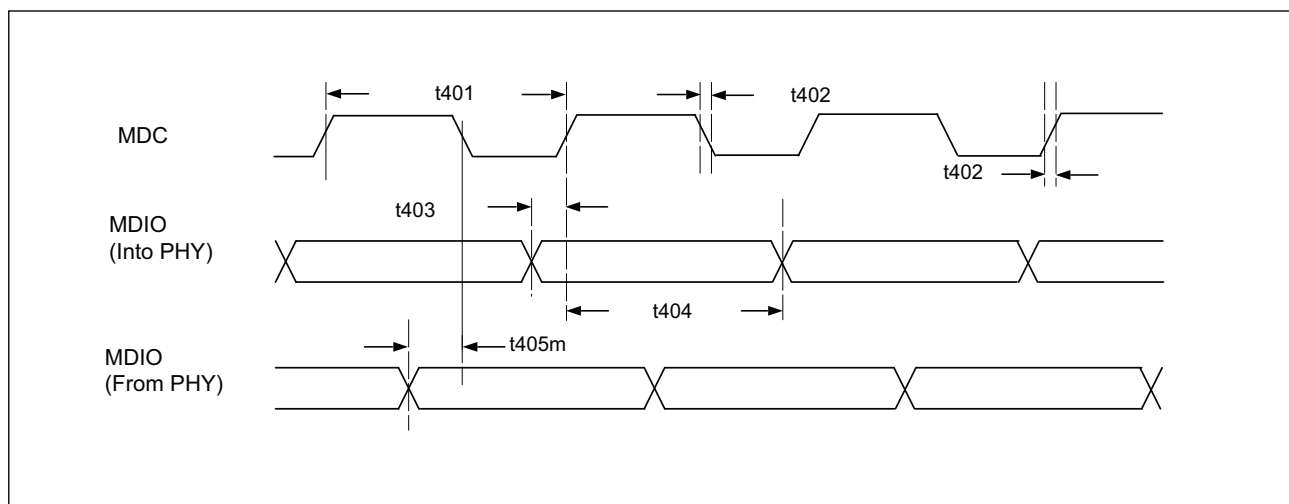 t401
t402
MDC
t402
t403
MDIO
(Into PHY)
t404
t405m
MDIO
(From PHY)